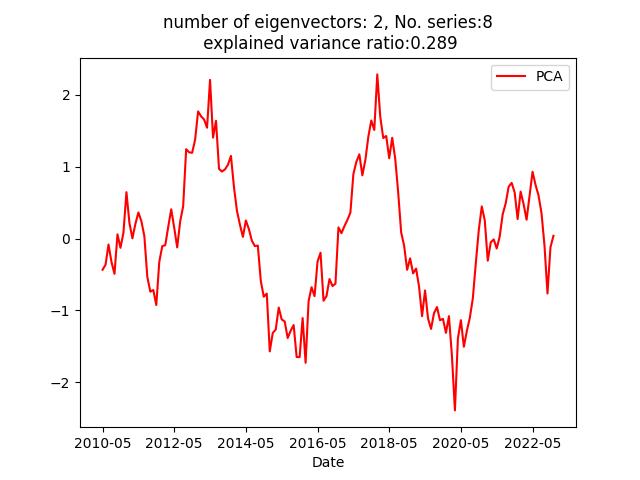 number of eigenvectors: 2, No. series:8
explained variance ratio:0.289
PCA
2
1
0
−1
−2
2010-05 2012-05 2014-05 2016-05 2018-05 2020-05 2022-05
Date